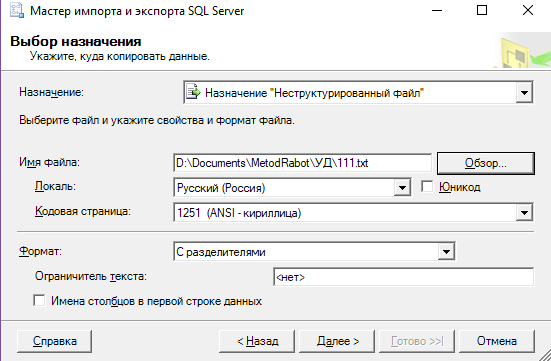 Мастер импорта и экспорта SQL Server
Выбор назначения
Укажите, куда копировать данные.
Назначение: Назначение "Неструктурированный файл"
Выберите файл и укажите свойства и формат файла.
Имя файла: D:\Documents\MetodRabot\УД\111.txt Обзор...
Локаль: Русский (Россия) Юникод
Кодовая страница: 1251 (ANSI - кириллица)
Формат: С разделителями
Ограничитель текста: <нет>
Имена столбцов в первой строке данных
Справка < Назад Далее > Готово >>| Отмена